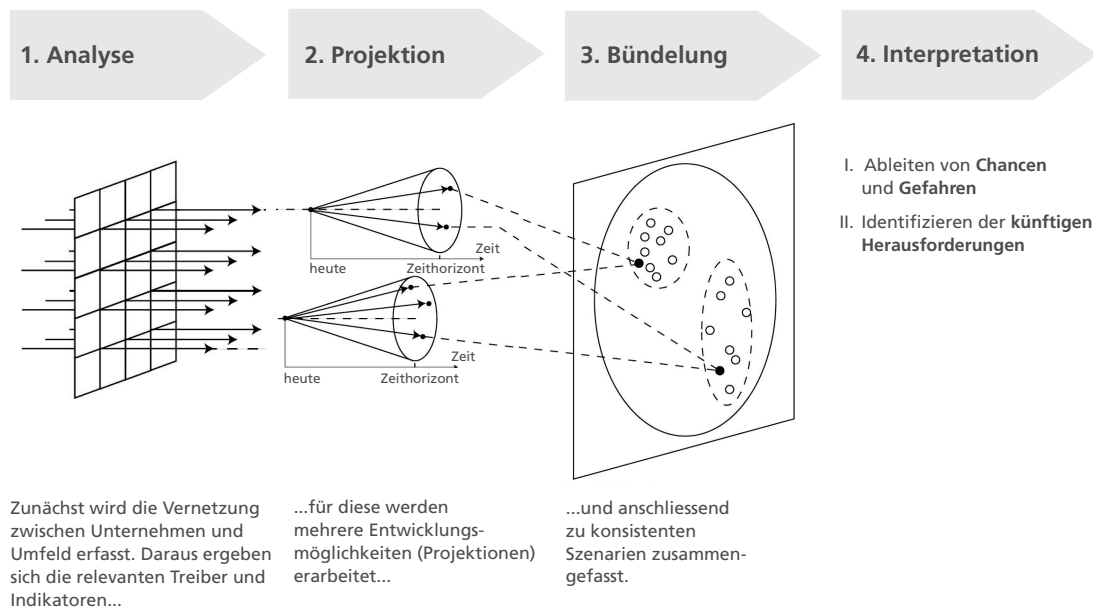 1. Analyse
2. Projektion
3. Bündelung
4. Interpretation
Zeit
heute
Zeithorizont
Zeit
heute
Zeithorizont
I. Ableiten von Chancen
und Gefahren
II. Identifizieren der künftigen
Herausforderungen
Zunächst wird die Vernetzung
zwischen Unternehmen und
Umfeld erfasst. Daraus ergeben
sich die relevanten Treiber und
Indikatoren...
...für diese werden
mehrere Entwicklungs-
möglichkeiten (Projektionen)
erarbeitet...
...und anschliessend
zu konsistenten
Szenarien zusammen-
gefasst.